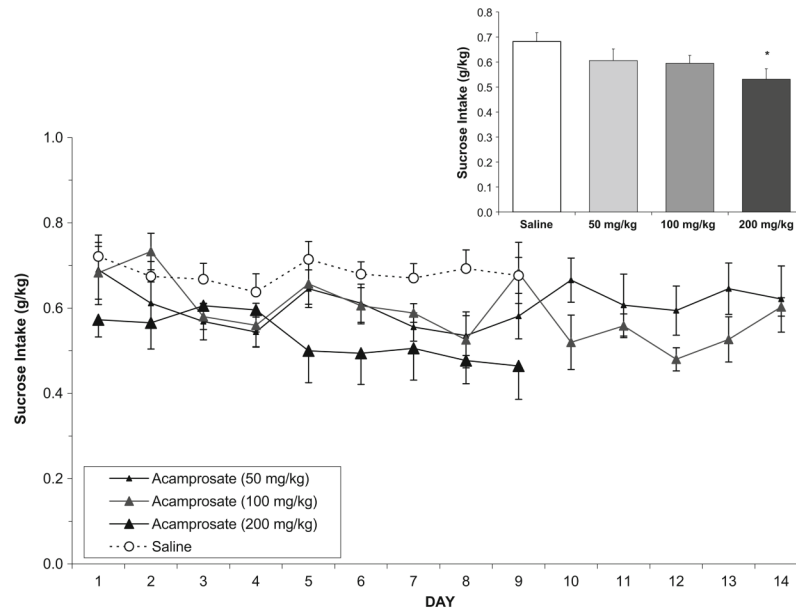 0.8
0.7
0.6
0.5
0.4
0.3
0.2
0.1
0.0
Sucrose Intake (g/kg)
*
Saline 50 mg/kg 100 mg/kg 200 mg/kg
1.0
0.8
0.6
0.4
0.2
0.0
Sucrose Intake (g/kg)
Acamprosate (50 mg/kg)
Acamprosate (100 mg/kg)
Acamprosate (200 mg/kg)
Saline
1 2 3 4 5 6 7 8 9 10 11 12 13 14
DAY